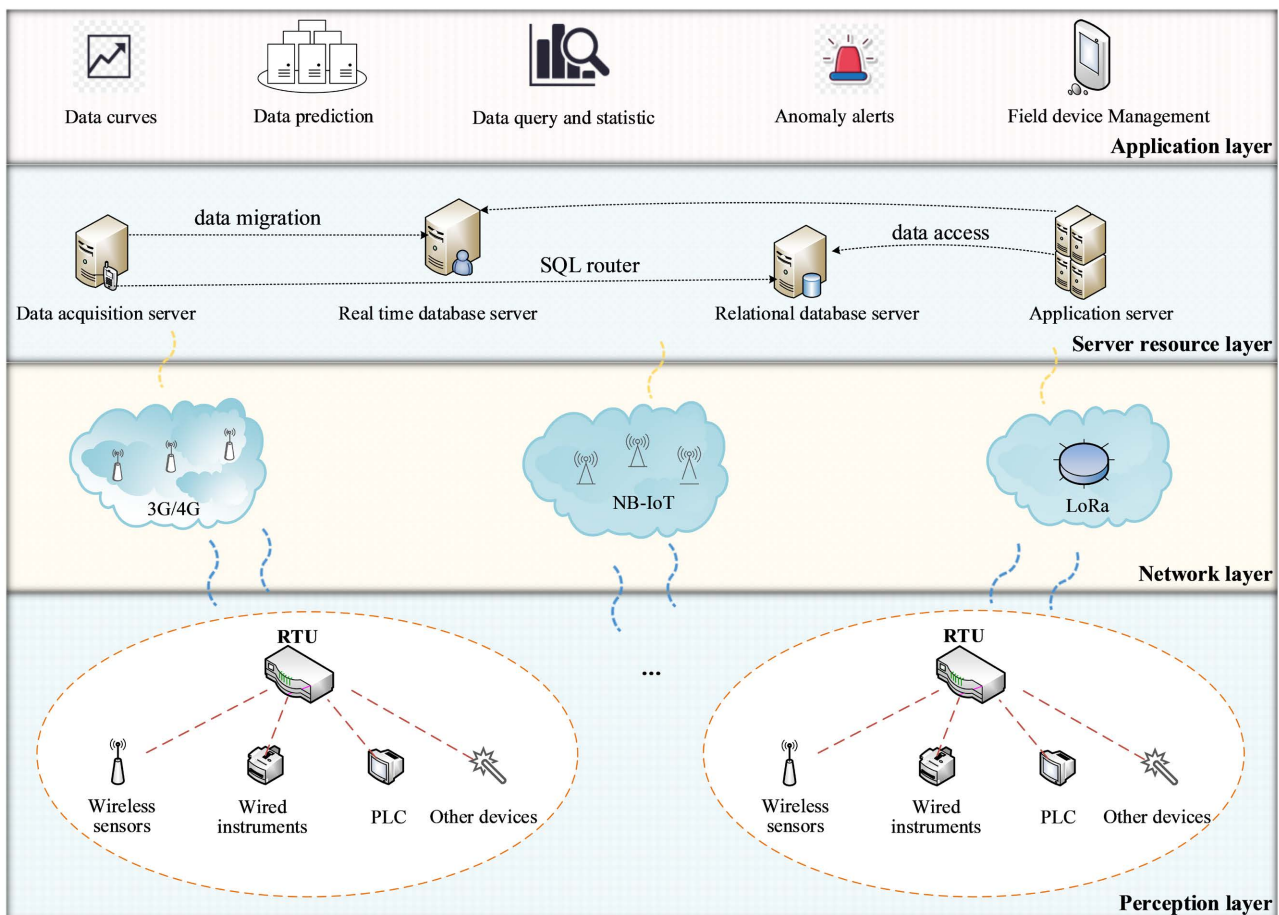 Data curves
Data prediction
Data query and statistic
Anomaly alerts
Field device Management
Application layer
data migration
data access
SQL router
Data acquisition server
Real time database server
Relational database server
Application server
Server resource layer
3G/4G
NB-IoT
LoRa
Network layer
RTU
RTU
...
Wireless
sensors
Wired
instruments
PLC
Other devices
Wireless
sensors
Wired
instruments
PLC
Other devices
Perception layer